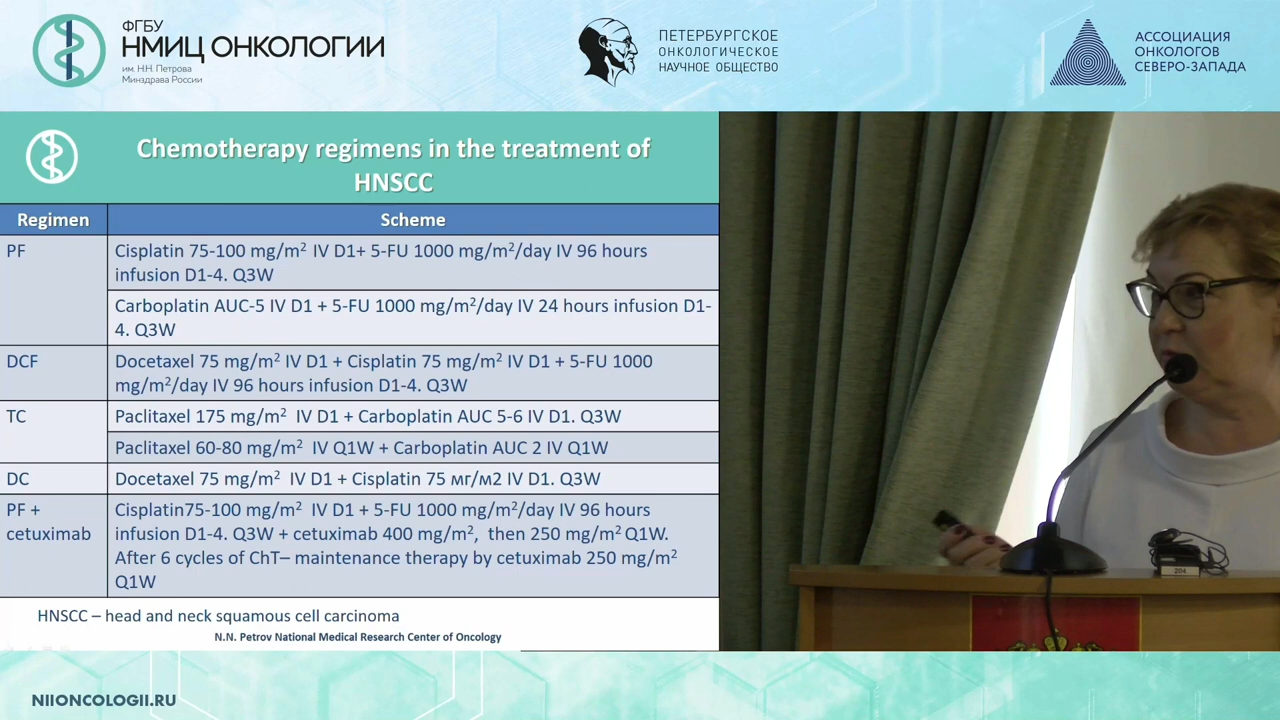 ФГБУ
НМИЦ ОНКОЛОГИИ
им. Н.Н. Петрова
Минздрава России
ПЕТЕРБУРГСКОЕ
ОНКОЛОГИЧЕСКОЕ
НАУЧНОЕ ОБЩЕСТВО
АССОЦИАЦИЯ
ОНКОЛОГОВ
СЕВЕРО-ЗАПАДА
Chemotherapy regimens in the treatment of
HNSCC
Regimen Scheme
PF
Cisplatin 75-100 mg/m² IV D1+ 5-FU 1000 mg/m²/day IV 96 hours
infusion D1-4. Q3W
Carboplatin AUC-5 IV D1 + 5-FU 1000 mg/m²/day IV 24 hours infusion D1-
4. Q3W
DCF
Docetaxel 75 mg/m² IV D1 + Cisplatin 75 mg/m² IV D1 + 5-FU 1000
mg/m²/day IV 96 hours infusion D1-4. Q3W
TC
Paclitaxel 175 mg/m² IV D1 + Carboplatin AUC 5-6 IV D1. Q3W
Paclitaxel 60-80 mg/m² IV Q1W + Carboplatin AUC 2 IV Q1W
DC
Docetaxel 75 mg/m² IV D1 + Cisplatin 75 мг/м2 IV D1. Q3W
PF +
cetuximab
Cisplatin75-100 mg/m² IV D1 + 5-FU 1000 mg/m²/day IV 96 hours
infusion D1-4. Q3W + cetuximab 400 mg/m², then 250 mg/m² Q1W.
After 6 cycles of ChT– maintenance therapy by cetuximab 250 mg/m²
Q1W
HNSCC – head and neck squamous cell carcinoma
N.N. Petrov National Medical Research Center of Oncology
204
NIIONCOLOGII.RU